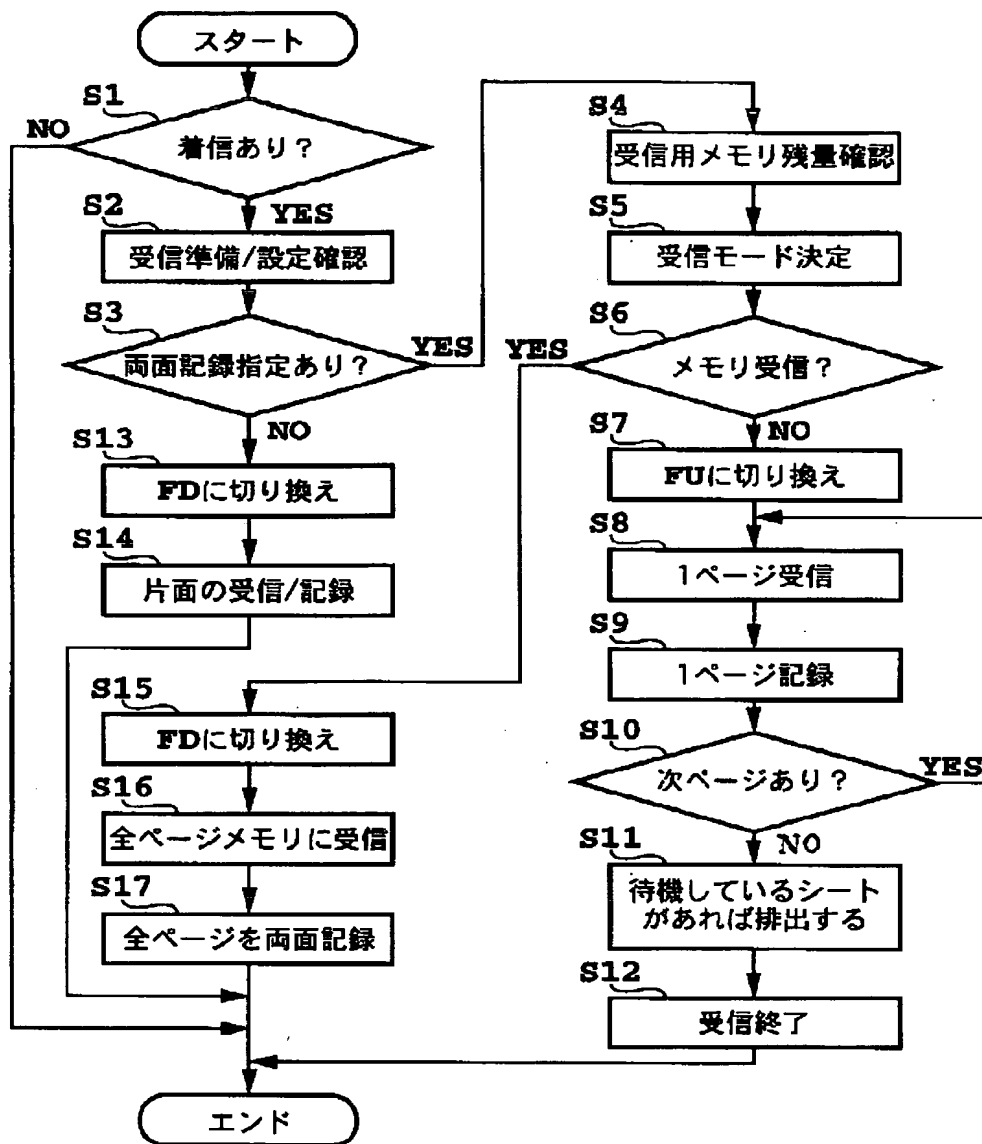 スタート
S1
着信あり？
NO
YES
S2
受信準備/設定確認
S3
両面記録指定あり？
YES
NO
S13
FDに切り換え
S14
片面の受信/記録
S4
受信用メモリ残量確認
S5
受信モード決定
S6
メモリ受信？
YES
NO
S7
FUに切り換え
S8
1ページ受信
S9
1ページ記録
S10
次ページあり？
YES
NO
S11
待機しているシート
があれば排出する
S12
受信終了
S15
FDに切り換え
S16
全ページメモリに受信
S17
全ページを両面記録
エンド